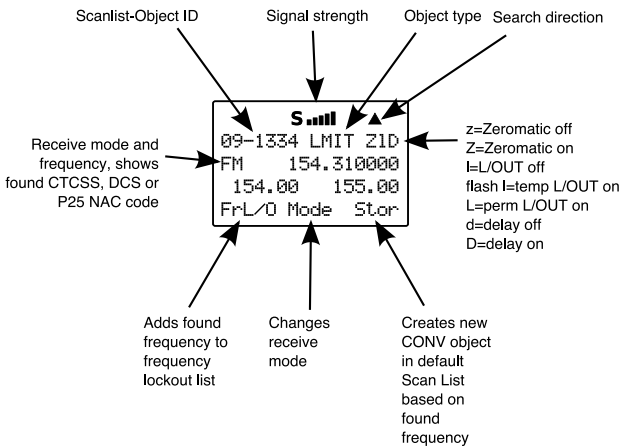 Scanlist-Object ID
Signal strength
Object type
Search direction
S
09-1334 LMIT ZlD
FM 154.310000
154.00 155.00
FrL/O Mode Stor
Receive mode and
frequency, shows
found CTCSS, DCS or
P25 NAC code
z=Zeromatic off
Z=Zeromatic on
l=L/OUT off
flash l=temp L/OUT on
L=perm L/OUT on
d=delay off
D=delay on
Adds found
frequency to
frequency
lockout list
Changes
receive
mode
Creates new
CONV object
in default
Scan List
based on
found
frequency